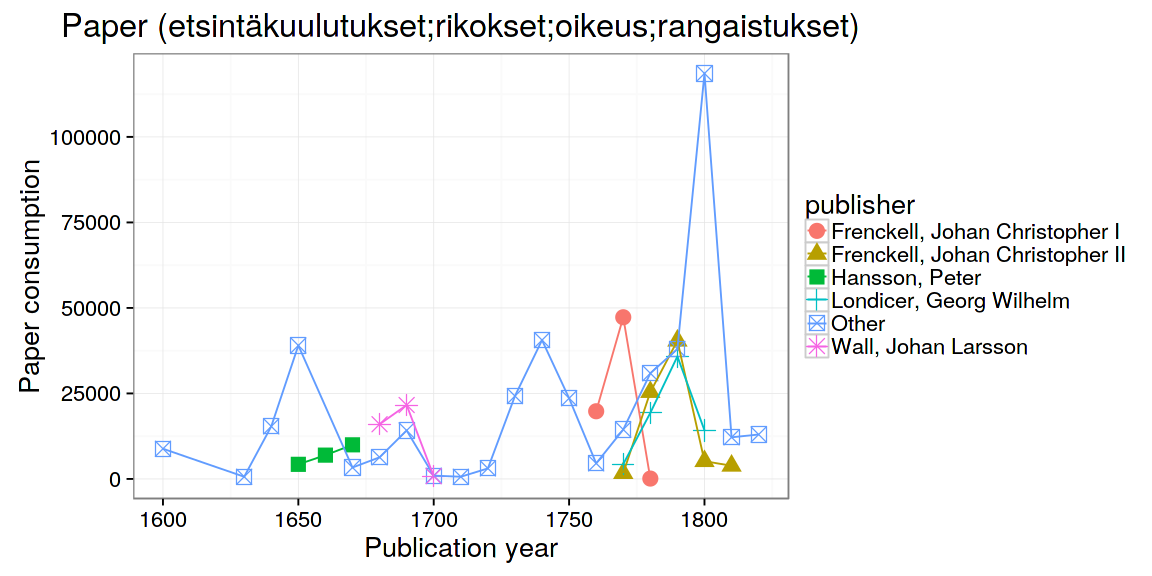 Paper (etsintäkuulutukset;rikokset;oikeus;rangaistukset)
Paper consumption
100000
75000
50000
25000
0
1600 1650 1700 1750 1800
Publication year
publisher
Frenckell, Johan Christopher I
Frenckell, Johan Christopher II
Hansson, Peter
Londicer, Georg Wilhelm
Other
Wall, Johan Larsson